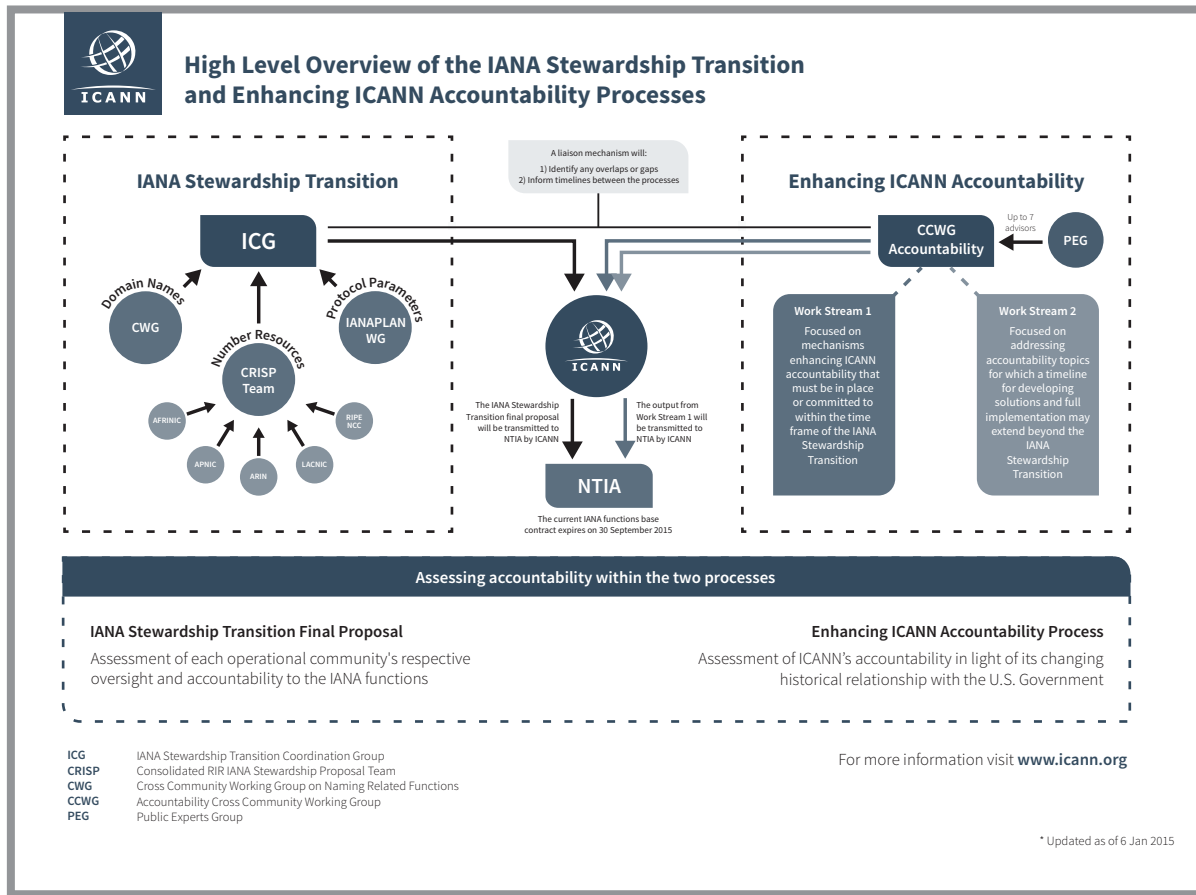 ICANN
High Level Overview of the IANA Stewardship Transition
and Enhancing ICANN Accountability Processes
A liaison mechanism will:
1) Identify any overlaps or gaps
2) Inform timelines between the processes
IANA Stewardship Transition
ICG
Domain Names
CWG
Number Resources
CRISP
Team
Protocol Parameters
IANAPLAN
WG
AFRINIC
APNIC
ARIN
LACNIC
RIPE
NCC
ICANN
The IANA Stewardship
Transition final proposal
will be transmitted to
NTIA by ICANN
The output from
Work Stream 1 will
be transmitted to
NTIA by ICANN
NTIA
The current IANA functions base
contract expires on 30 September 2015
Enhancing ICANN Accountability
CCWG
Accountability
Up to 7
advisors
PEG
Work Stream 1
Focused on
mechanisms
enhancing ICANN
accountability that
must be in place
or committed to
within the time
frame of the IANA
Stewardship
Transition
Work Stream 2
Focused on
addressing
accountability topics
for which a timeline
for developing
solutions and full
implementation may
extend beyond the
IANA
Stewardship
Transition
Assessing accountability within the two processes
IANA Stewardship Transition Final Proposal
Assessment of each operational community's respective
oversight and accountability to the IANA functions
Enhancing ICANN Accountability Process
Assessment of ICANN’s accountability in light of its changing
historical relationship with the U.S. Government
ICG IANA Stewardship Transition Coordination Group
CRISP Consolidated RIR IANA Stewardship Proposal Team
CWG Cross Community Working Group on Naming Related Functions
CCWG Accountability Cross Community Working Group
PEG Public Experts Group
For more information visit www.icann.org
* Updated as of 6 Jan 2015